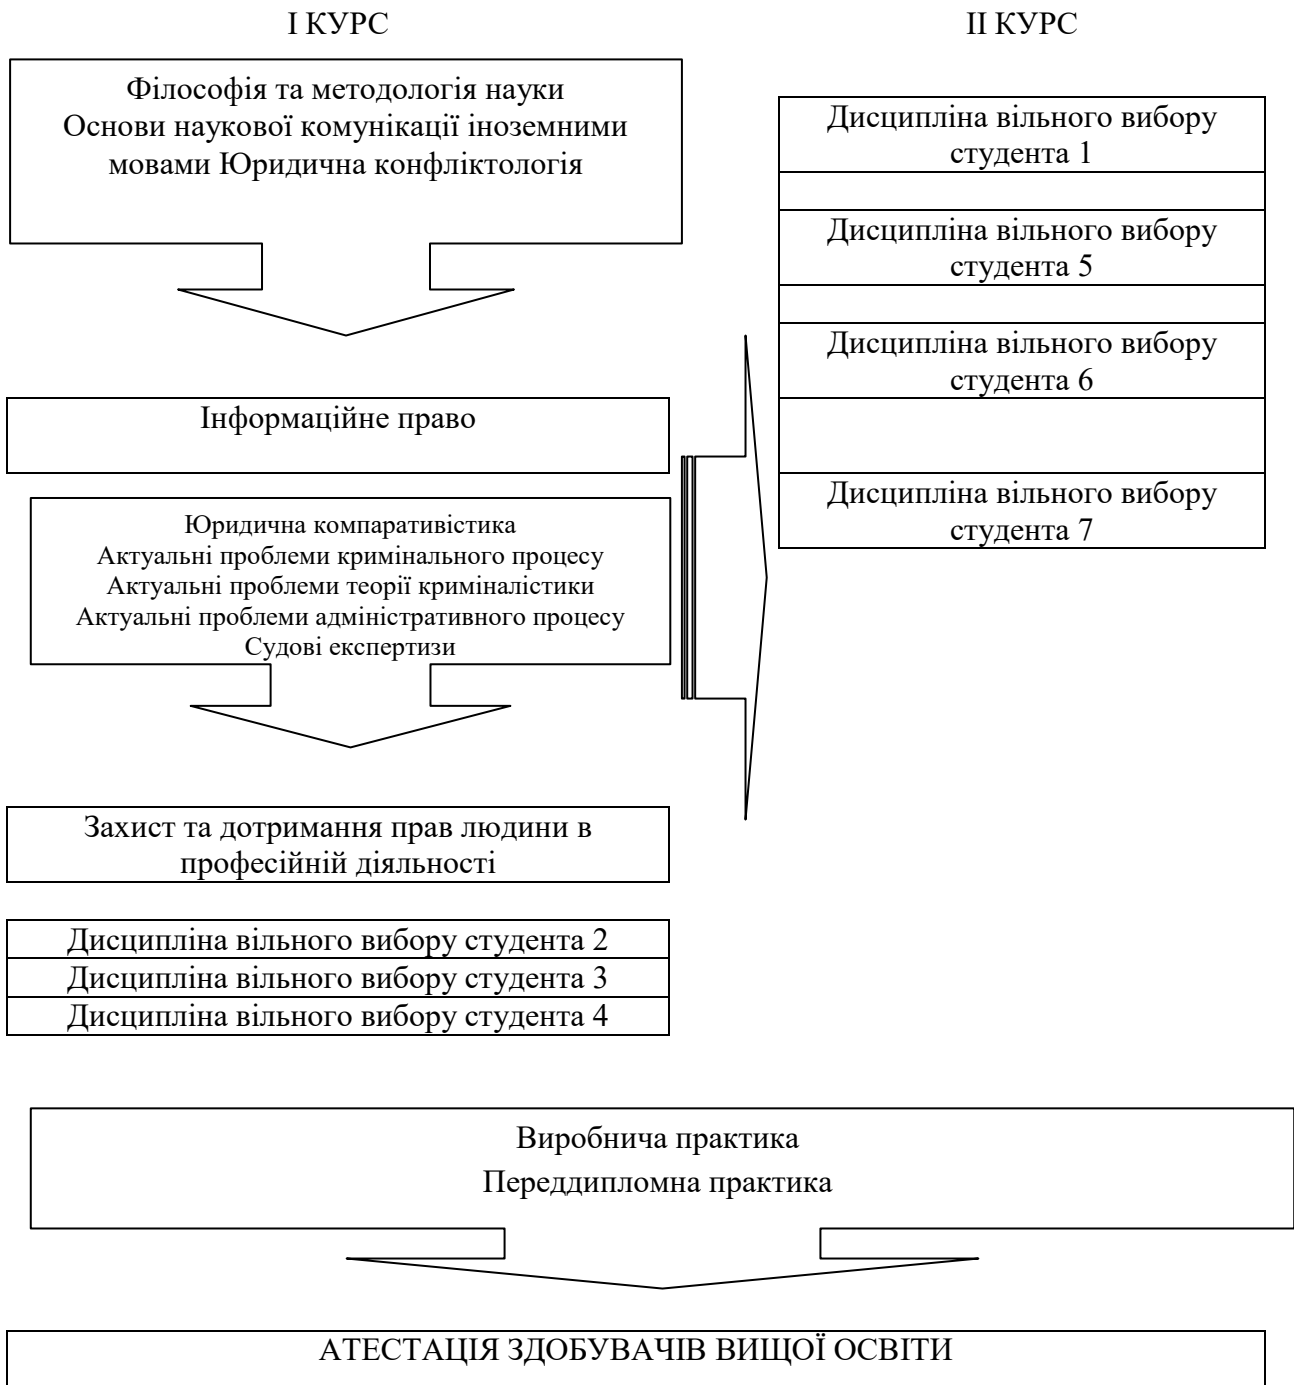 І КУРС
Філософія та методологія науки
Основи наукової комунікації іноземними
мовами Юридична конфліктологія
Інформаційне право
Юридична компаративістика
Актуальні проблеми кримінального процесу
Актуальні проблеми теорії криміналістики
Актуальні проблеми адміністративного процесу
Судові експертизи
Захист та дотримання прав людини в
професійній діяльності
Дисципліна вільного вибору студента 2
Дисципліна вільного вибору студента 3
Дисципліна вільного вибору студента 4
ІІ КУРС
Дисципліна вільного вибору
студента 1
Дисципліна вільного вибору
студента 5
Дисципліна вільного вибору
студента 6
Дисципліна вільного вибору
студента 7
Виробнича практика
Переддипломна практика
АТЕСТАЦІЯ ЗДОБУВАЧІВ ВИЩОЇ ОСВІТИ